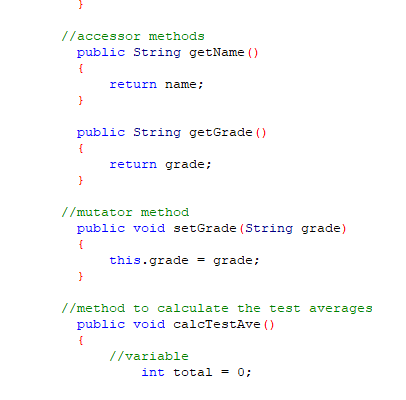 }
//accessor methods
public String getName()
{
return name;
}
public String getGrade()
{
return grade;
}
//mutator method
public void setGrade(String grade)
{
this.grade = grade;
}
//method to calculate the test averages
public void calcTestAve()
{
//variable
int total = 0;